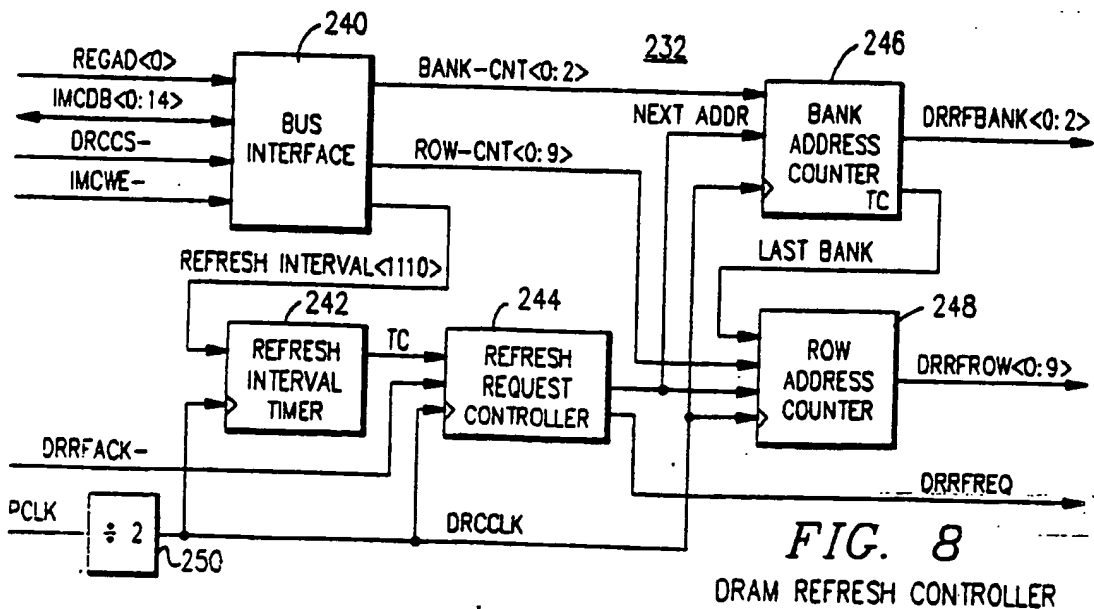 240
232
246
REGAD<0>
BANK-CNT<0:2>
IMCDB<0:14>
NEXT ADDR
BUS
INTERFACE
BANK
ADDRESS
COUNTER
TC
DRRFBANK<0:2>
DRCCS-
ROW-CNT<0:9>
IMCWE-
LAST BANK
REFRESH INTERVAL<1110>
242
244
248
REFRESH
INTERVAL
TIMER
TC
REFRESH
REQUEST
CONTROLLER
ROW
ADDRESS
COUNTER
DRRFROW<0:9>
DRRFACK-
DRRFREQ
PCLK
÷ 2
250
DRCCLK
FIG. 8
DRAM REFRESH CONTROLLER